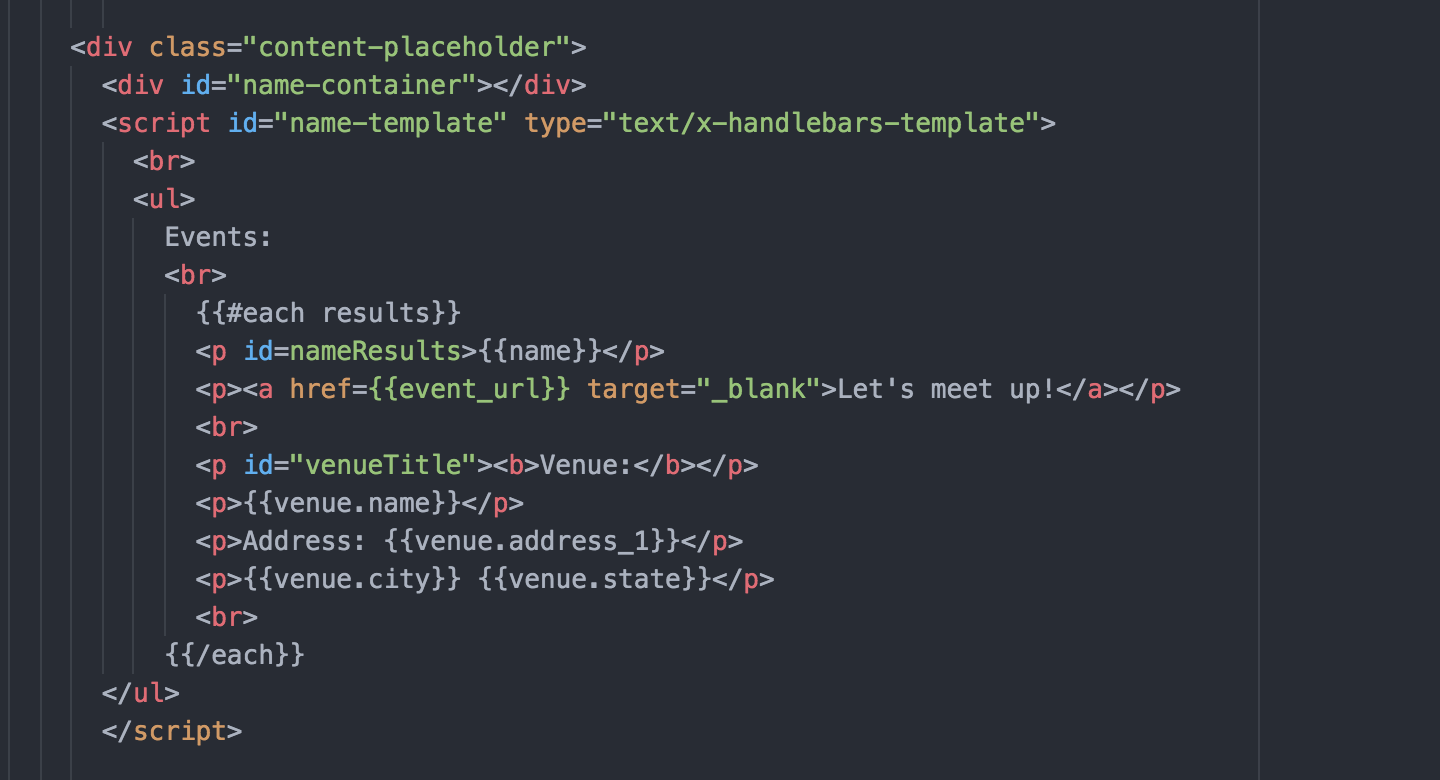 <div class="content-placeholder">
<div id="name-container"></div>
<script id="name-template" type="text/x-handlebars-template">
<br>
<ul>
Events:
<br>
{{#each results}}
<p id=nameResults>{{name}}</p>
<p><a href={{event_url}} target="_blank">Let's meet up!</a></p>
<br>
<p id="venueTitle"><b>Venue:</b></p>
<p>{{venue.name}}</p>
<p>Address: {{venue.address_1}}</p>
<p>{{venue.city}} {{venue.state}}</p>
<br>
{{/each}}
</ul>
</script>